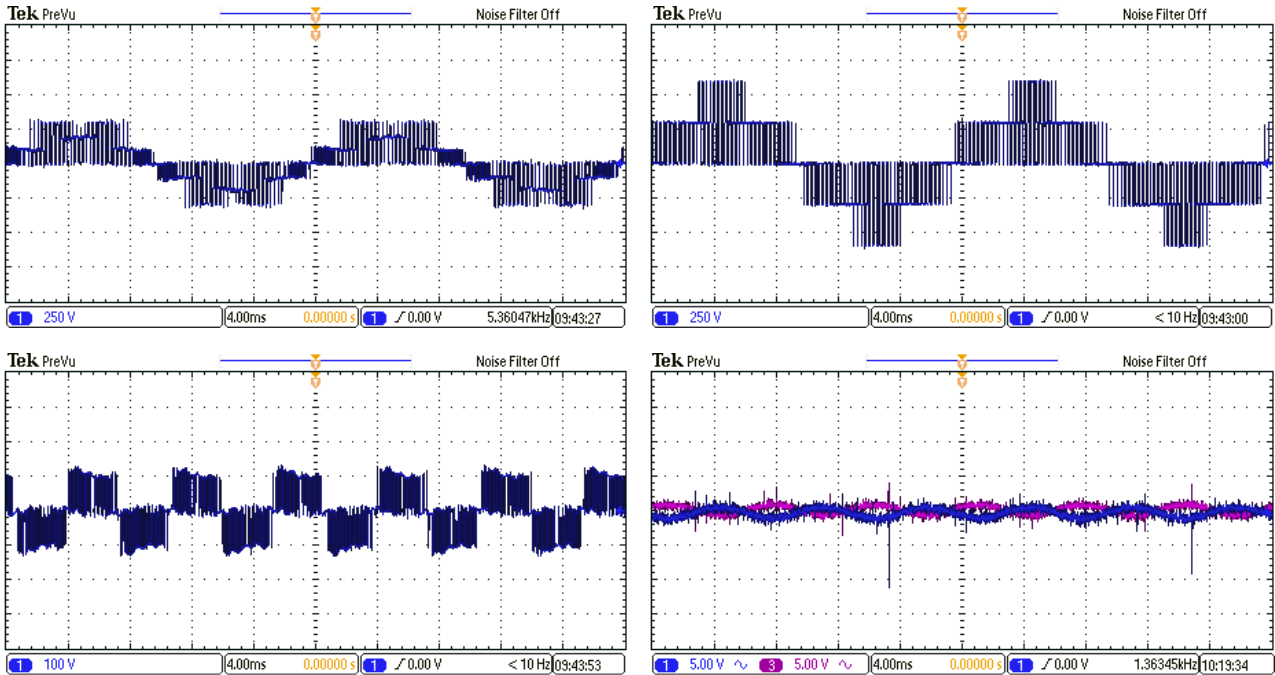 Tek PreVu Noise Filter Off
T
T
1 250 V 4.00ms 0.00000 s 1 0.00 V 5.36047kHz 09:43:27
Tek PreVu Noise Filter Off
T
T
1 250 V 4.00ms 0.00000 s 1 0.00 V < 10 Hz 09:43:00
Tek PreVu Noise Filter Off
T
T
1 100 V 4.00ms 0.00000 s 1 0.00 V < 10 Hz 09:43:53
Tek PreVu Noise Filter Off
T
T
1 5.00 V 3 5.00 V 4.00ms 0.00000 s 1 0.00 V 1.36345kHz 10:19:34